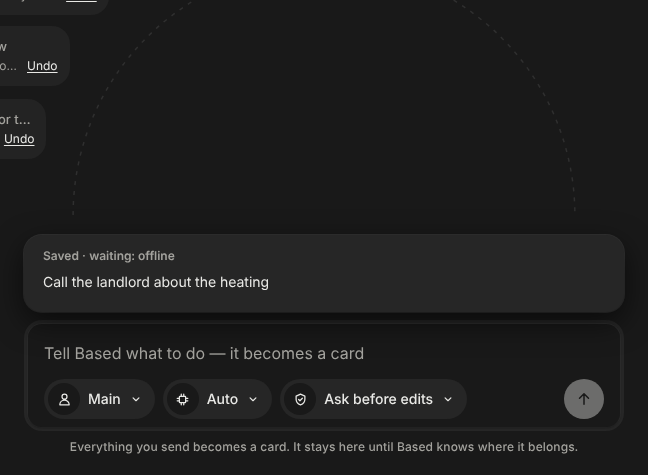 Undo
w
o... Undo
or t...
Undo
Saved · waiting: offline
Call the landlord about the heating
Tell Based what to do — it becomes a card
Main Auto Ask before edits
Everything you send becomes a card. It stays here until Based knows where it belongs.